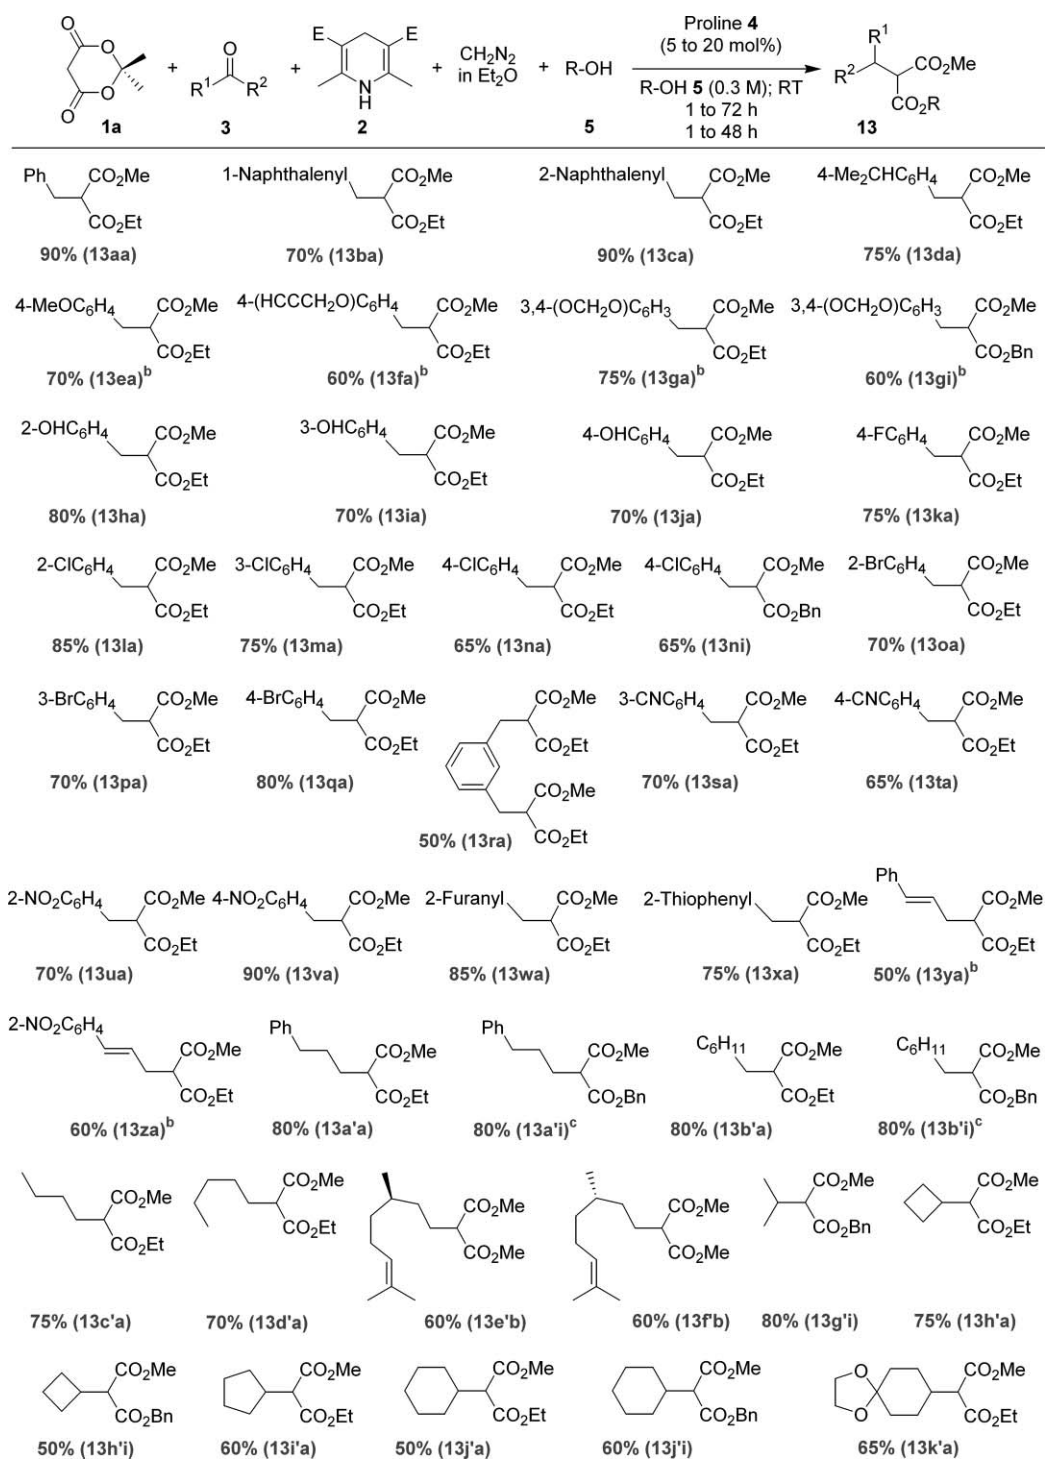 O O O O 1a
+
O R¹ R² 3
+
E E N H 2
+
CH₂N₂
in Et₂O
+
R-OH
5
Proline 4
(5 to 20 mol%)
R-OH 5 (0.3 M); RT
1 to 72 h
1 to 48 h
R¹ R² CO₂Me CO₂R 13
Ph CO₂Me 1-Naphthalenyl CO₂Me 2-Naphthalenyl CO₂Me 4-Me₂CHC₆H₄ CO₂Me
CO₂Et CO₂Et CO₂Et CO₂Et
90% (13aa) 70% (13ba) 90% (13ca) 75% (13da)
4-MeOC₆H₄ CO₂Me 4-(HCCCH₂O)C₆H₄ CO₂Me 3,4-(OCH₂O)C₆H₃ CO₂Me 3,4-(OCH₂O)C₆H₃ CO₂Me
CO₂Et CO₂Et CO₂Et CO₂Bn
70% (13ea)ᵇ 60% (13fa)ᵇ 75% (13ga)ᵇ 60% (13gi)ᵇ
2-OHC₆H₄ CO₂Me 3-OHC₆H₄ CO₂Me 4-OHC₆H₄ CO₂Me 4-FC₆H₄ CO₂Me
CO₂Et CO₂Et CO₂Et CO₂Et
80% (13ha) 70% (13ia) 70% (13ja) 75% (13ka)
2-ClC₆H₄ CO₂Me 3-ClC₆H₄ CO₂Me 4-ClC₆H₄ CO₂Me 4-ClC₆H₄ CO₂Me 2-BrC₆H₄ CO₂Me
CO₂Et CO₂Et CO₂Et CO₂Bn CO₂Et
85% (13la) 75% (13ma) 65% (13na) 65% (13ni) 70% (13oa)
3-BrC₆H₄ CO₂Me 4-BrC₆H₄ CO₂Me CO₂Me 3-CNC₆H₄ CO₂Me 4-CNC₆H₄ CO₂Me
CO₂Et CO₂Et CO₂Et CO₂Et CO₂Et
70% (13pa) 80% (13qa) CO₂Me 70% (13sa) 65% (13ta)
CO₂Et
50% (13ra)
2-NO₂C₆H₄ CO₂Me 4-NO₂C₆H₄ CO₂Me 2-Furanyl CO₂Me 2-Thiophenyl CO₂Me Ph CO₂Me
CO₂Et CO₂Et CO₂Et CO₂Et CO₂Et
70% (13ua) 90% (13va) 85% (13wa) 75% (13xa) 50% (13ya)ᵇ
2-NO₂C₆H₄ CO₂Me Ph CO₂Me Ph CO₂Me C₆H₁₁ CO₂Me C₆H₁₁ CO₂Me
CO₂Et CO₂Et CO₂Bn CO₂Et CO₂Bn
60% (13za)ᵇ 80% (13a'a) 80% (13a'i)ᶜ 80% (13b'a) 80% (13b'i)ᶜ
CO₂Me CO₂Me CO₂Me CO₂Me CO₂Me CO₂Me
CO₂Et CO₂Et CO₂Me CO₂Me CO₂Bn CO₂Et
75% (13c'a) 70% (13d'a) 60% (13e'b) 60% (13f'b) 80% (13g'i) 75% (13h'a)
CO₂Me CO₂Me CO₂Me CO₂Me O O CO₂Me
CO₂Bn CO₂Et CO₂Et CO₂Bn CO₂Et
50% (13h'i) 60% (13i'a) 50% (13j'a) 60% (13j'i) 65% (13k'a)